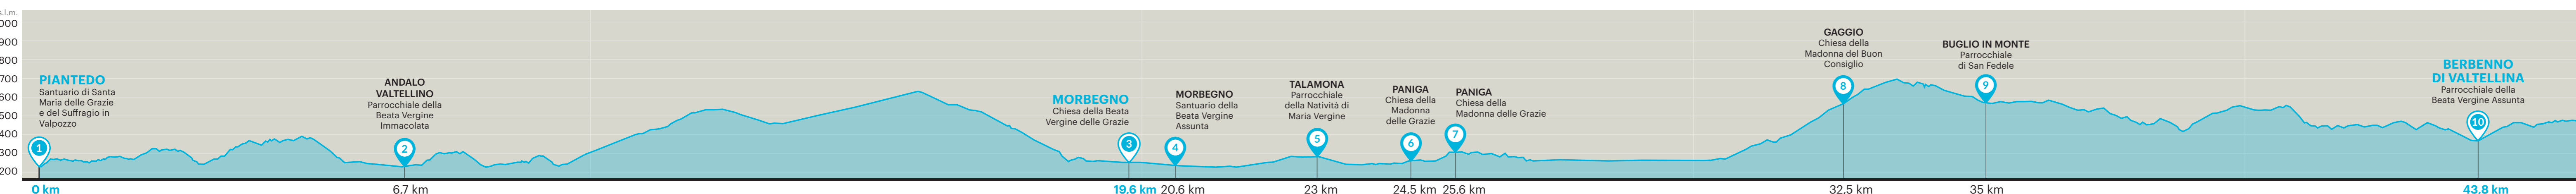 s.l.m.
000
900
800
700
600
500
400
300
200
PIANTEDO
Santuario di Santa
Maria delle Grazie
e del Suffragio in
Valpozzo
1
ANDALO
VALTELLINO
Parrocchiale della
Beata Vergine
Immacolata
2
MORBEGNO
Chiesa della Beata
Vergine delle Grazie
3
MORBEGNO
Santuario della
Beata Vergine
Assunta
4
TALAMONA
Parrocchiale
della Natività di
Maria Vergine
5
PANIGA
Chiesa della
Madonna
delle Grazie
6
PANIGA
Chiesa della
Madonna delle Grazie
7
GAGGIO
Chiesa della
Madonna del Buon
Consiglio
8
BUGLIO IN MONTE
Parrocchiale
di San Fedele
9
BERBENNO
DI VALTELLINA
Parrocchiale della
Beata Vergine Assunta
10
0 km
6.7 km
19.6 km
20.6 km
23 km
24.5 km
25.6 km
32.5 km
35 km
43.8 km